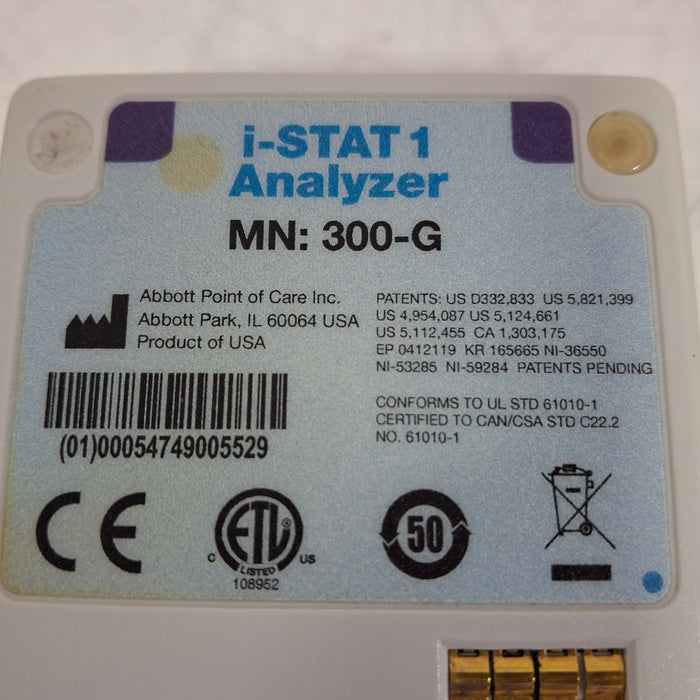 i-STAT 1
Analyzer
MN: 300-G
Abbott Point of Care Inc.
Abbott Park, IL 60064 USA
Product of USA
PATENTS: US D332,833 US 5,821,399
US 4,954,087 US 5,124,661
US 5,112,455 CA 1,303,175
EP 0412119 KR 165665 NI-36550
NI-53285 NI-59284 PATENTS PENDING
CONFORMS TO UL STD 61010-1
CERTIFIED TO CAN/CSA STD C22.2
NO. 61010-1
(01)00054749005529
CE
ETL ®
C US
LISTED
108952
50